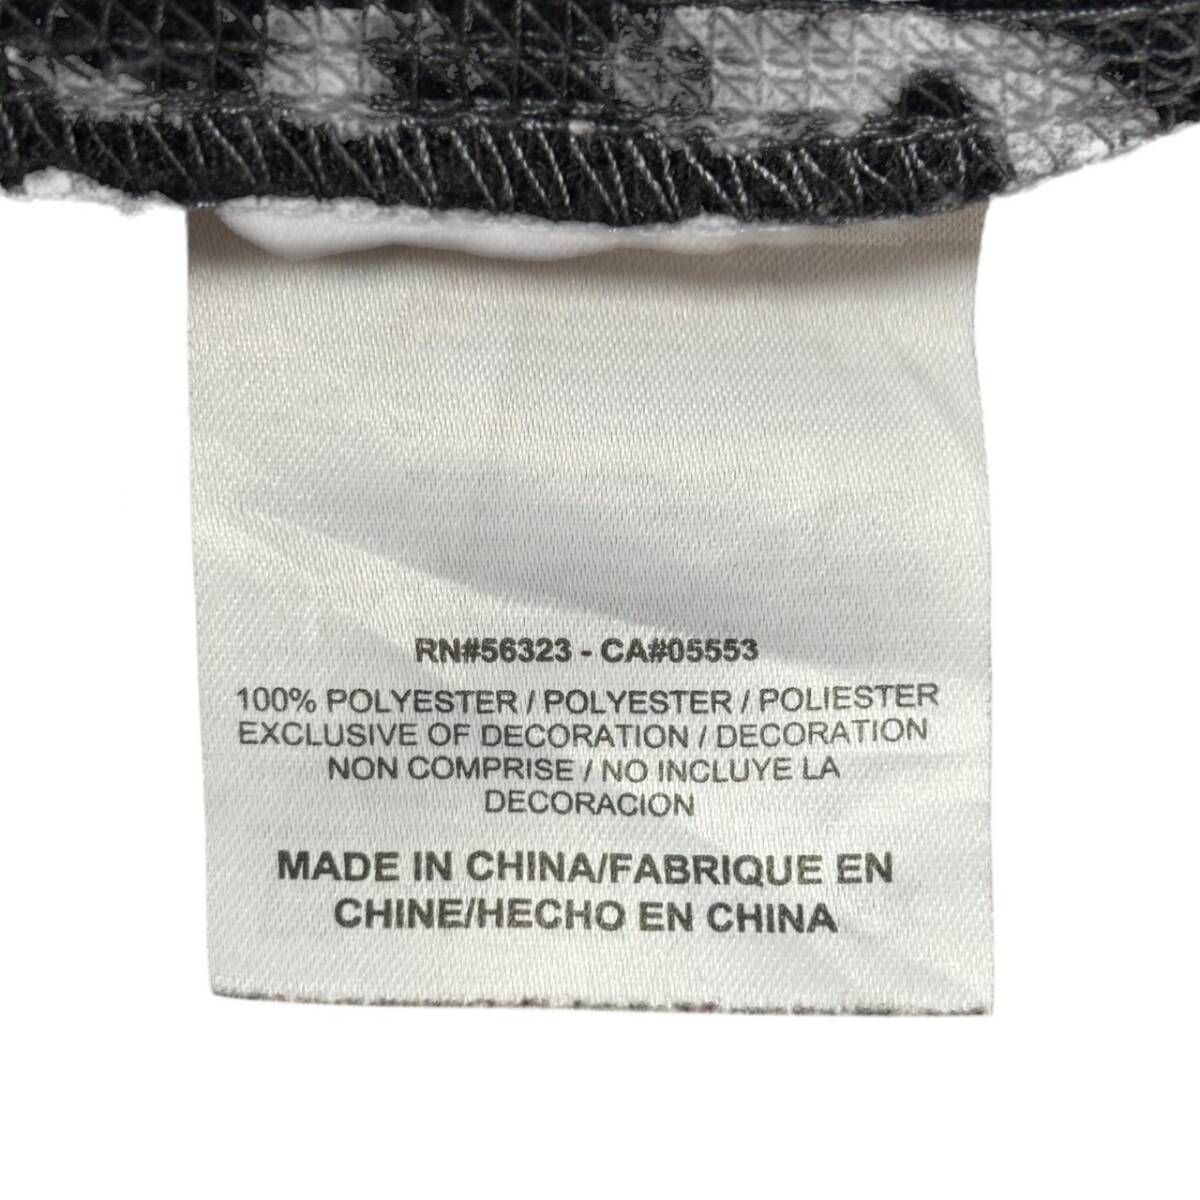 RN#56323 - CA#05553
100% POLYESTER / POLYESTER / POLIESTER
EXCLUSIVE OF DECORATION / DECORATION
NON COMPRISE / NO INCLUYE LA
DECORACION
MADE IN CHINA/FABRIQUE EN
CHINE/HECHO EN CHINA